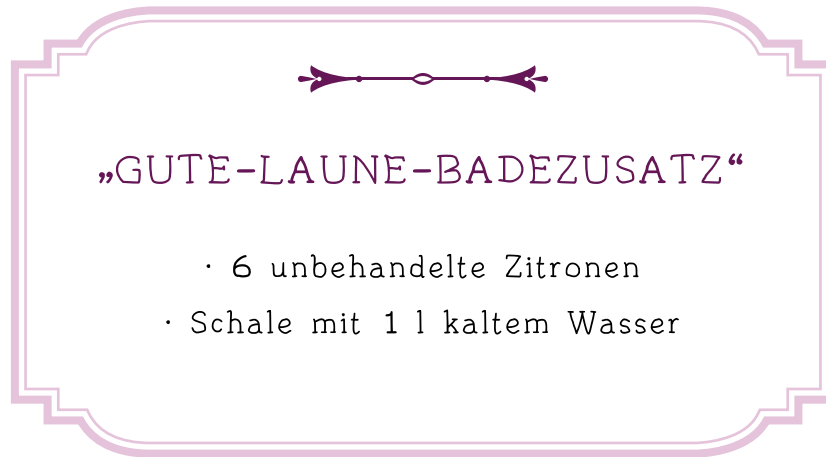 „GUTE-LAUNE-BADEZUSATZ“
· 6 unbehandelte Zitronen
· Schale mit 1 l kaltem Wasser